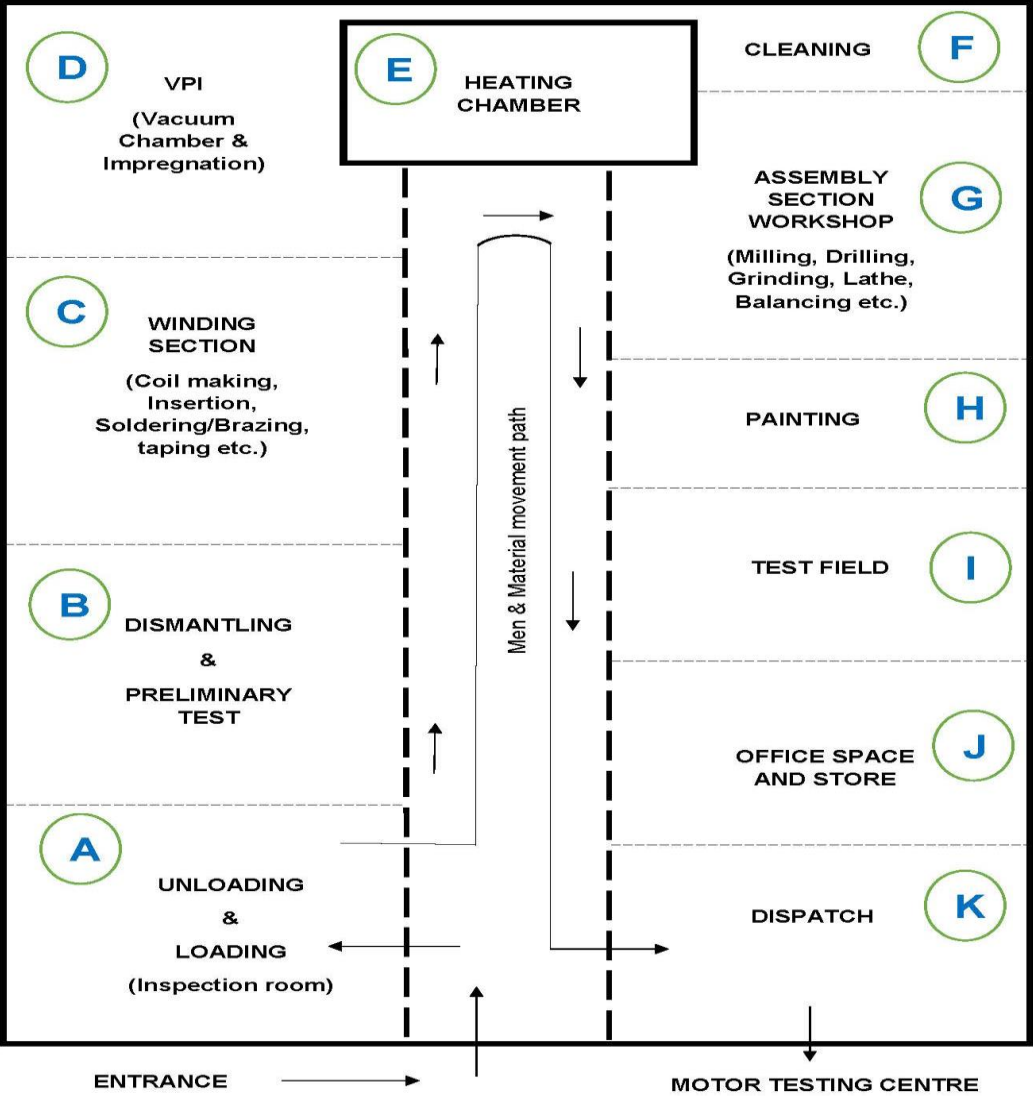 D
VPI
(Vacuum
Chamber &
Impregnation)
C
WINDING
SECTION
(Coil making,
Insertion,
Soldering/Brazing,
taping etc.)
B
DISMANTLING
&
PRELIMINARY
TEST
A
UNLOADING
&
LOADING
(Inspection room)
E
HEATING
CHAMBER
Men & Material movement path
F
CLEANING
G
ASSEMBLY
SECTION
WORKSHOP
(Milling, Drilling,
Grinding, Lathe,
Balancing etc.)
H
PAINTING
I
TEST FIELD
J
OFFICE SPACE
AND STORE
K
DISPATCH
ENTRANCE
MOTOR TESTING CENTRE